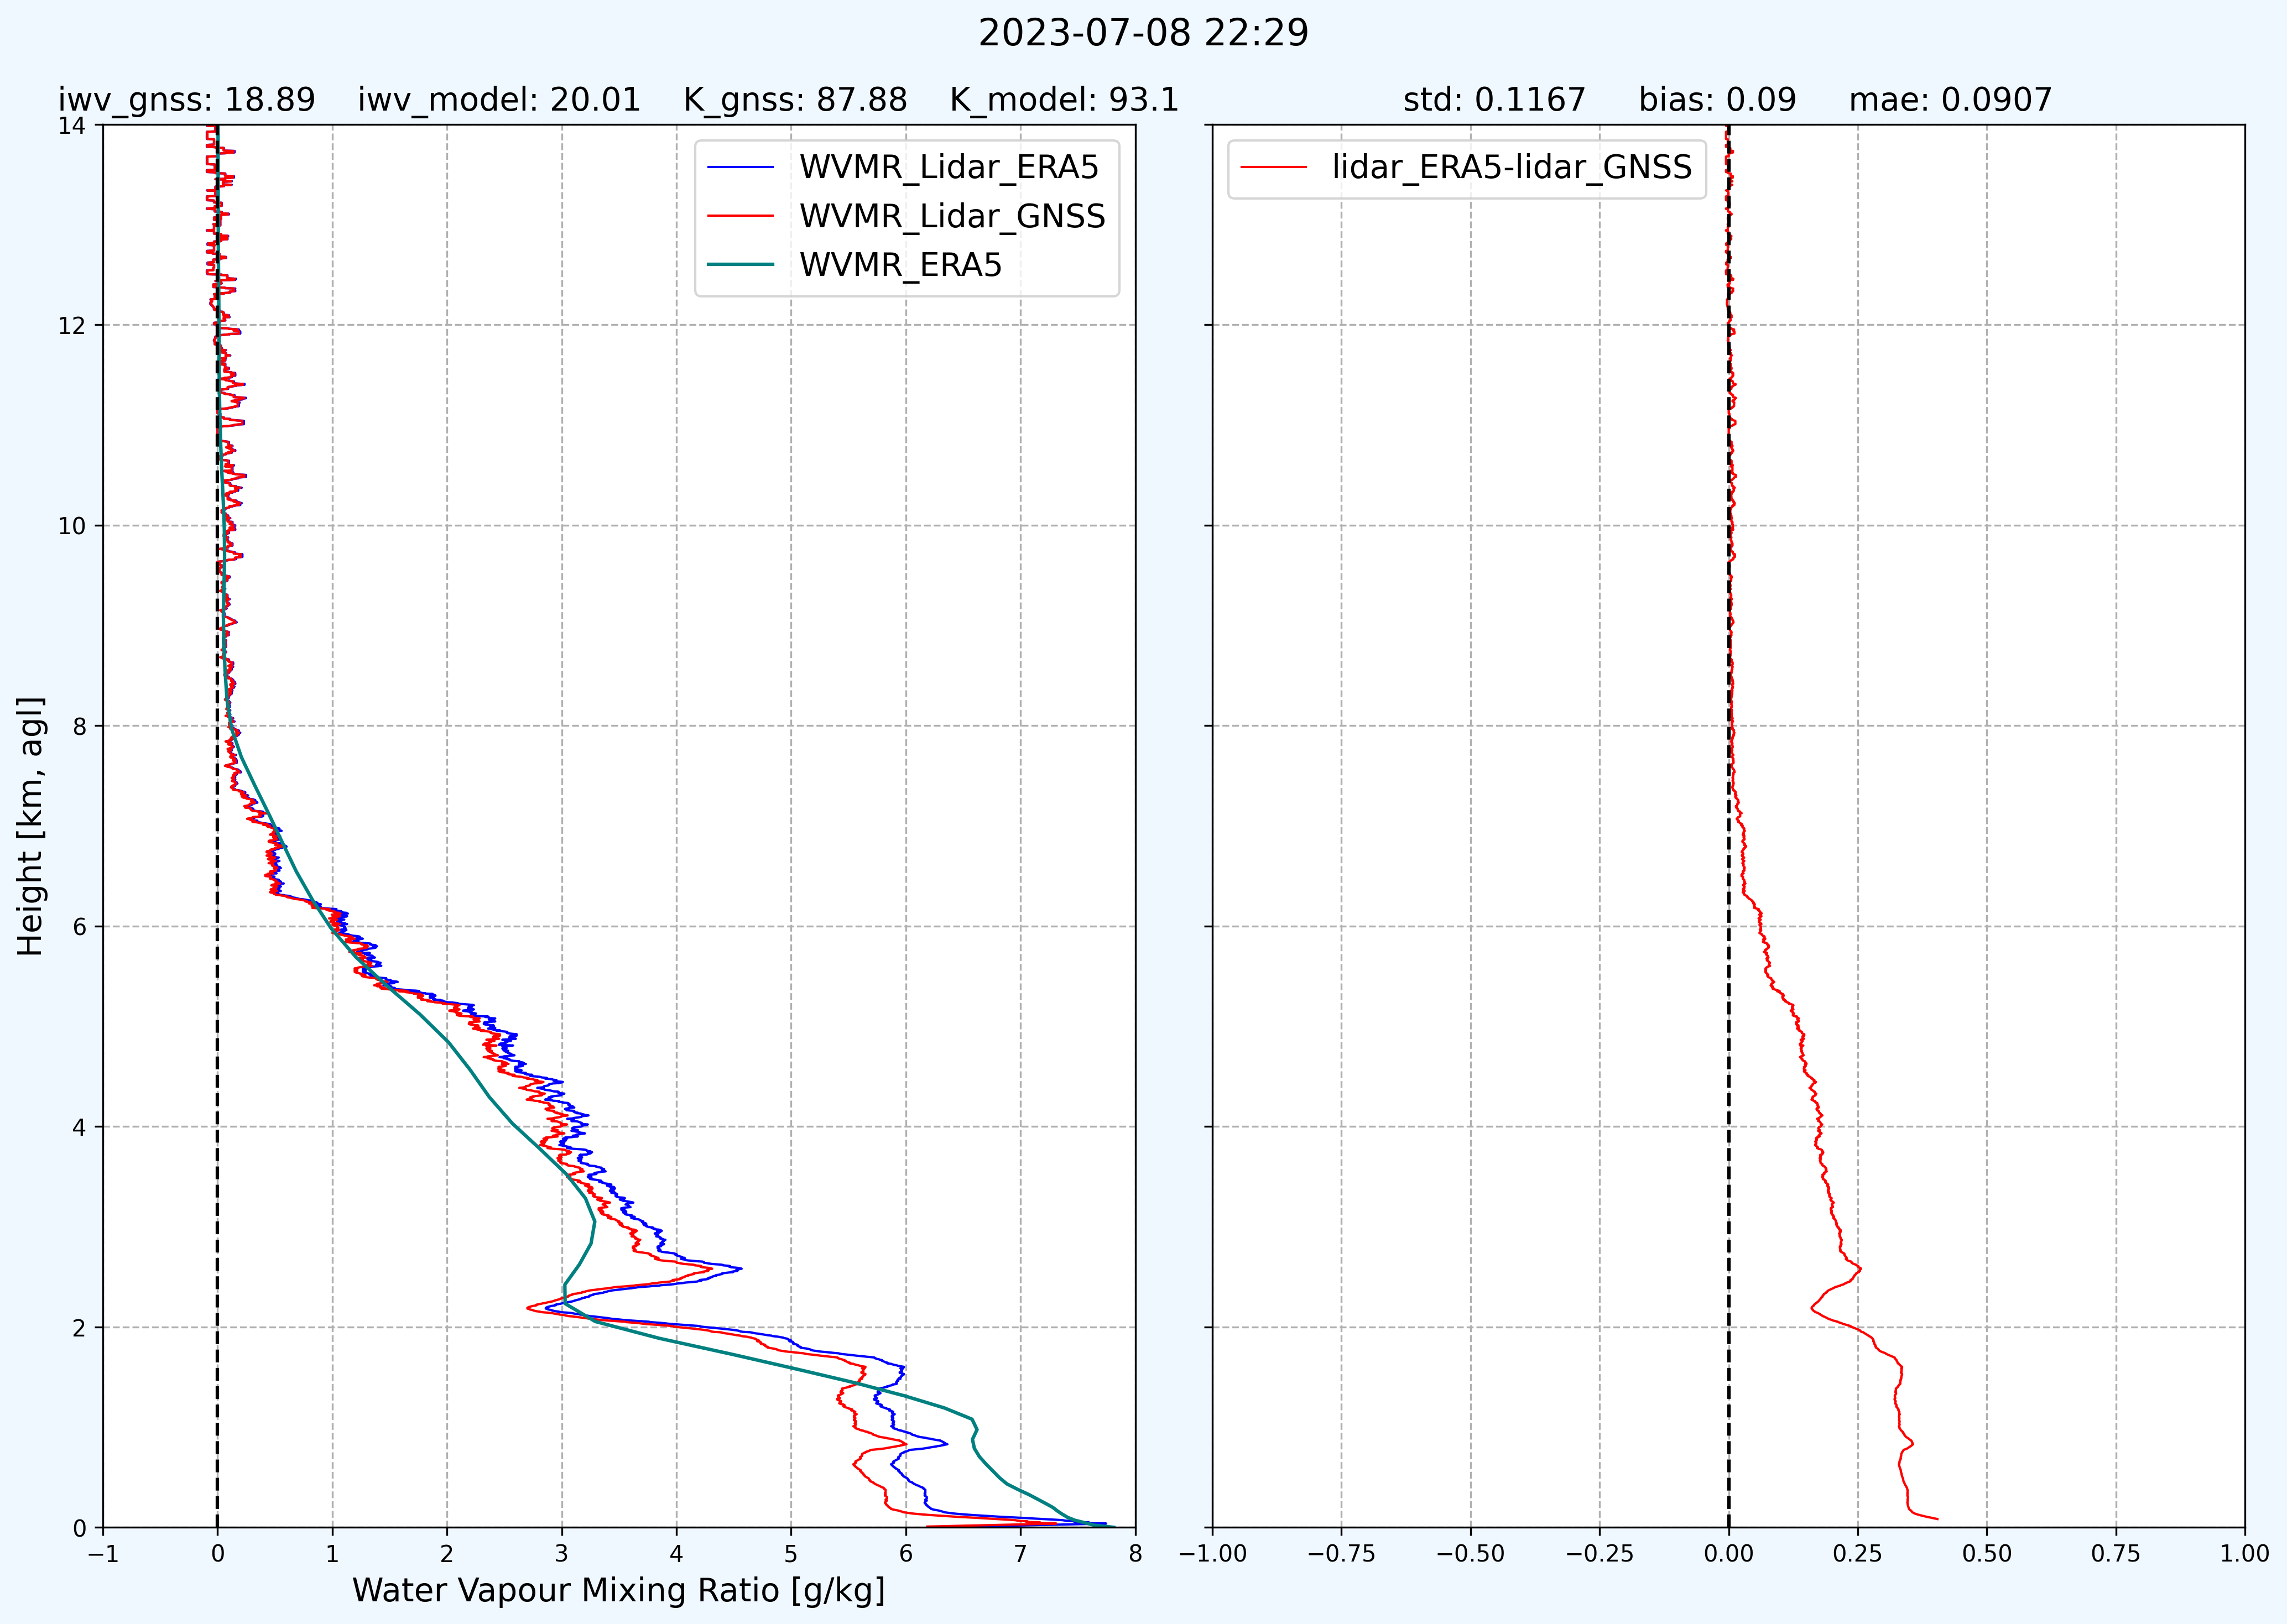 2023-07-08 22:29
iwv_gnss: 18.89 iwv_model: 20.01 K_gnss: 87.88 K_model: 93.1
std: 0.1167 bias: 0.09 mae: 0.0907
WVMR_Lidar_ERA5
WVMR_Lidar_GNSS
WVMR_ERA5
lidar_ERA5-lidar_GNSS
14
12
10
8
6
4
2
0
Height [km, agl]
−1 0 1 2 3 4 5 6 7 8
Water Vapour Mixing Ratio [g/kg]
−1.00 −0.75 −0.50 −0.25 0.00 0.25 0.50 0.75 1.00